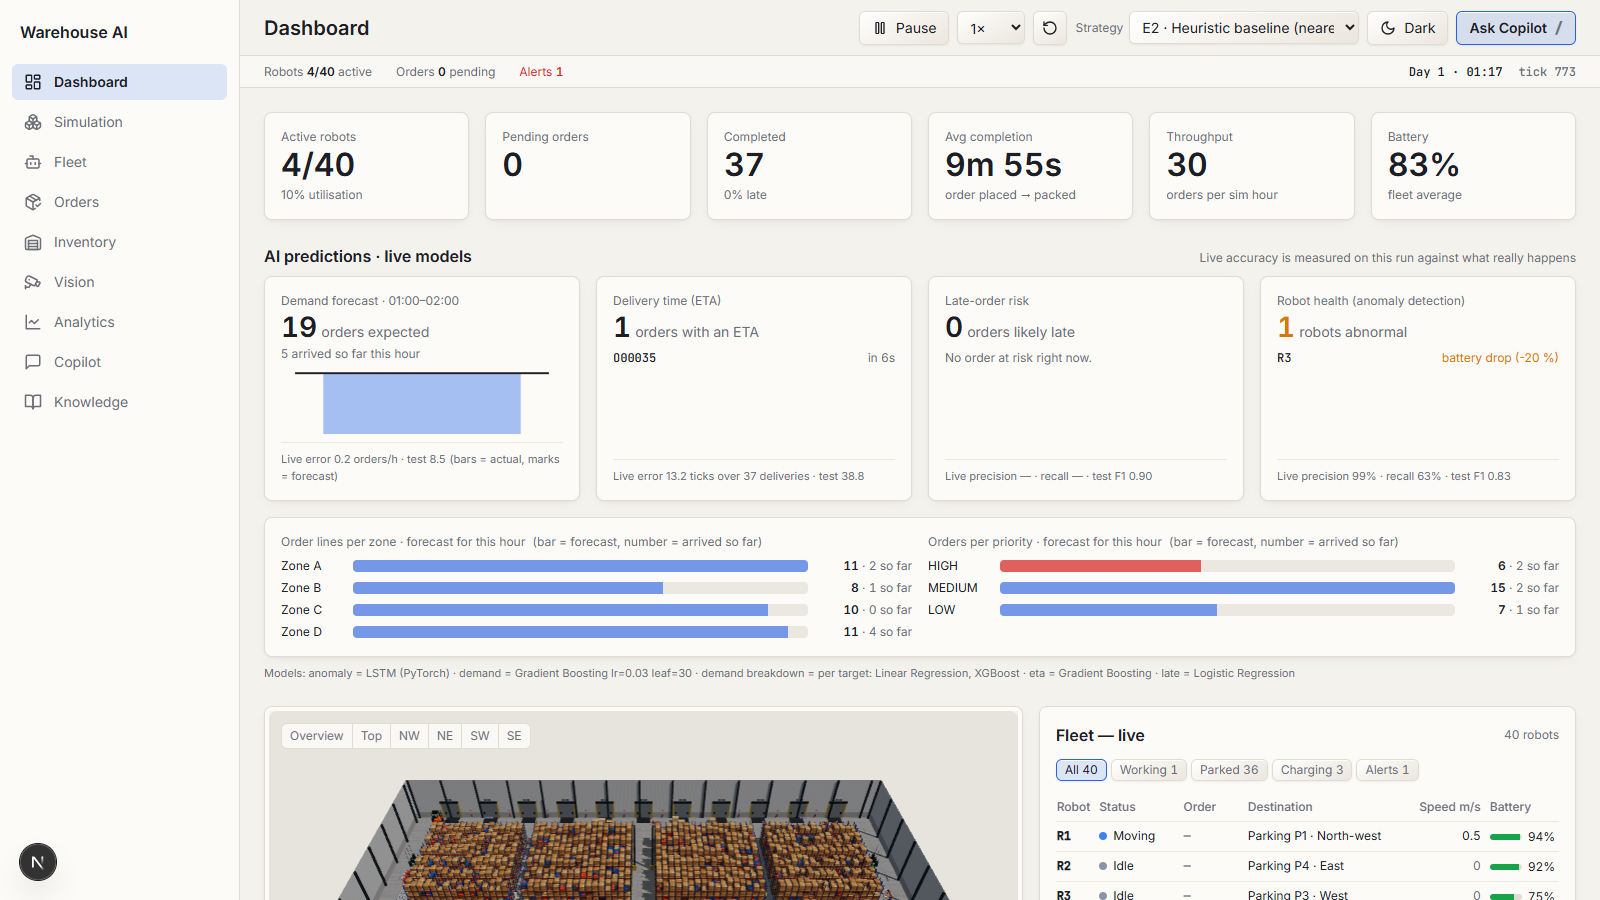 Warehouse AI
Dashboard
Simulation
Fleet
Orders
Inventory
Vision
Analytics
Copilot
Knowledge
N
Dashboard
Pause
1×
Strategy
E2 · Heuristic baseline (neare
Dark
Ask Copilot /
Robots 4/40 active
Orders 0 pending
Alerts 1
Day 1 · 01:17
tick 773
Active robots
4/40
10% utilisation
Pending orders
0
Completed
37
0% late
Avg completion
9m 55s
order placed → packed
Throughput
30
orders per sim hour
Battery
83%
fleet average
AI predictions · live models
Live accuracy is measured on this run against what really happens
Demand forecast · 01:00–02:00
19 orders expected
5 arrived so far this hour
Live error 0.2 orders/h · test 8.5 (bars = actual, marks
= forecast)
Delivery time (ETA)
1 orders with an ETA
O00035 in 6s
Live error 13.2 ticks over 37 deliveries · test 38.8
Late-order risk
0 orders likely late
No order at risk right now.
Live precision — · recall — · test F1 0.90
Robot health (anomaly detection)
1 robots abnormal
R3 battery drop (-20 %)
Live precision 99% · recall 63% · test F1 0.83
Order lines per zone · forecast for this hour (bar = forecast, number = arrived so far)
Zone A 11 · 2 so far
Zone B 8 · 1 so far
Zone C 10 · 0 so far
Zone D 11 · 4 so far
Orders per priority · forecast for this hour (bar = forecast, number = arrived so far)
HIGH 6 · 2 so far
MEDIUM 15 · 2 so far
LOW 7 · 1 so far
Models: anomaly = LSTM (PyTorch) · demand = Gradient Boosting lr=0.03 leaf=30 · demand breakdown = per target: Linear Regression, XGBoost · eta = Gradient Boosting · late = Logistic Regression
Overview Top NW NE SW SE
Fleet — live
40 robots
All 40 Working 1 Parked 36 Charging 3 Alerts 1
Robot Status Order Destination Speed m/s Battery
R1 Moving – Parking P1 · North-west 0.5 94%
R2 Idle – Parking P4 · East 0 92%
R3 Idle – Parking P3 · West 0 75%